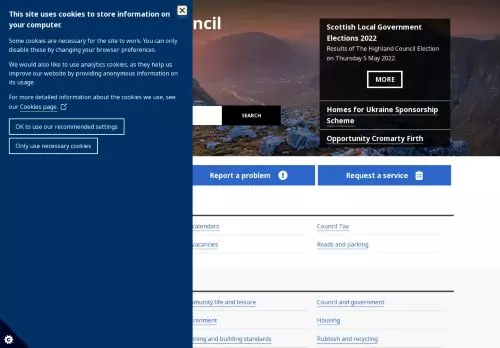 This site uses cookies to store information on
your computer.
Some cookies are necessary for the site to work. You can only
disable these by changing your browser preferences.
We would also like to use analytics cookies, as they help us
improve our website by providing anonymous information on
its usage.
For more detailed information about the cookies we use, see
our Cookies page.
OK to use our recommended settings
Only use necessary cookies
Scottish Local Government
Elections 2022
Results of The Highland Council Election
on Thursday 5 May 2022.
MORE
SEARCH
Homes for Ukraine Sponsorship
Scheme
Opportunity Cromarty Firth
Report a problem
Request a service
calendars
Council Tax
vacancies
Roads and parking
munity life and leisure
Council and government
ronment
Housing
ning and building standards
Rubbish and recycling